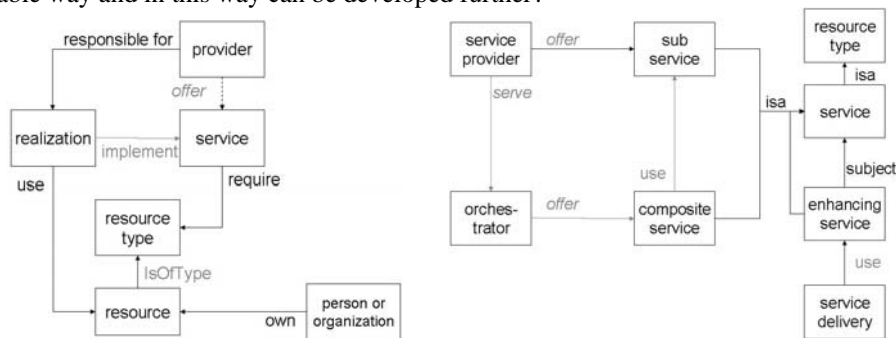 able way and in this way can be developed further.
responsible for
provider
offer
realization
implement
service
use
require
resource
type
IsOfType
resource
own
person or
organization
service
provider
offer
sub
service
resource
type
isa
serve
isa
service
use
subject
orches-
trator
offer
composite
service
enhancing
service
use
service
delivery